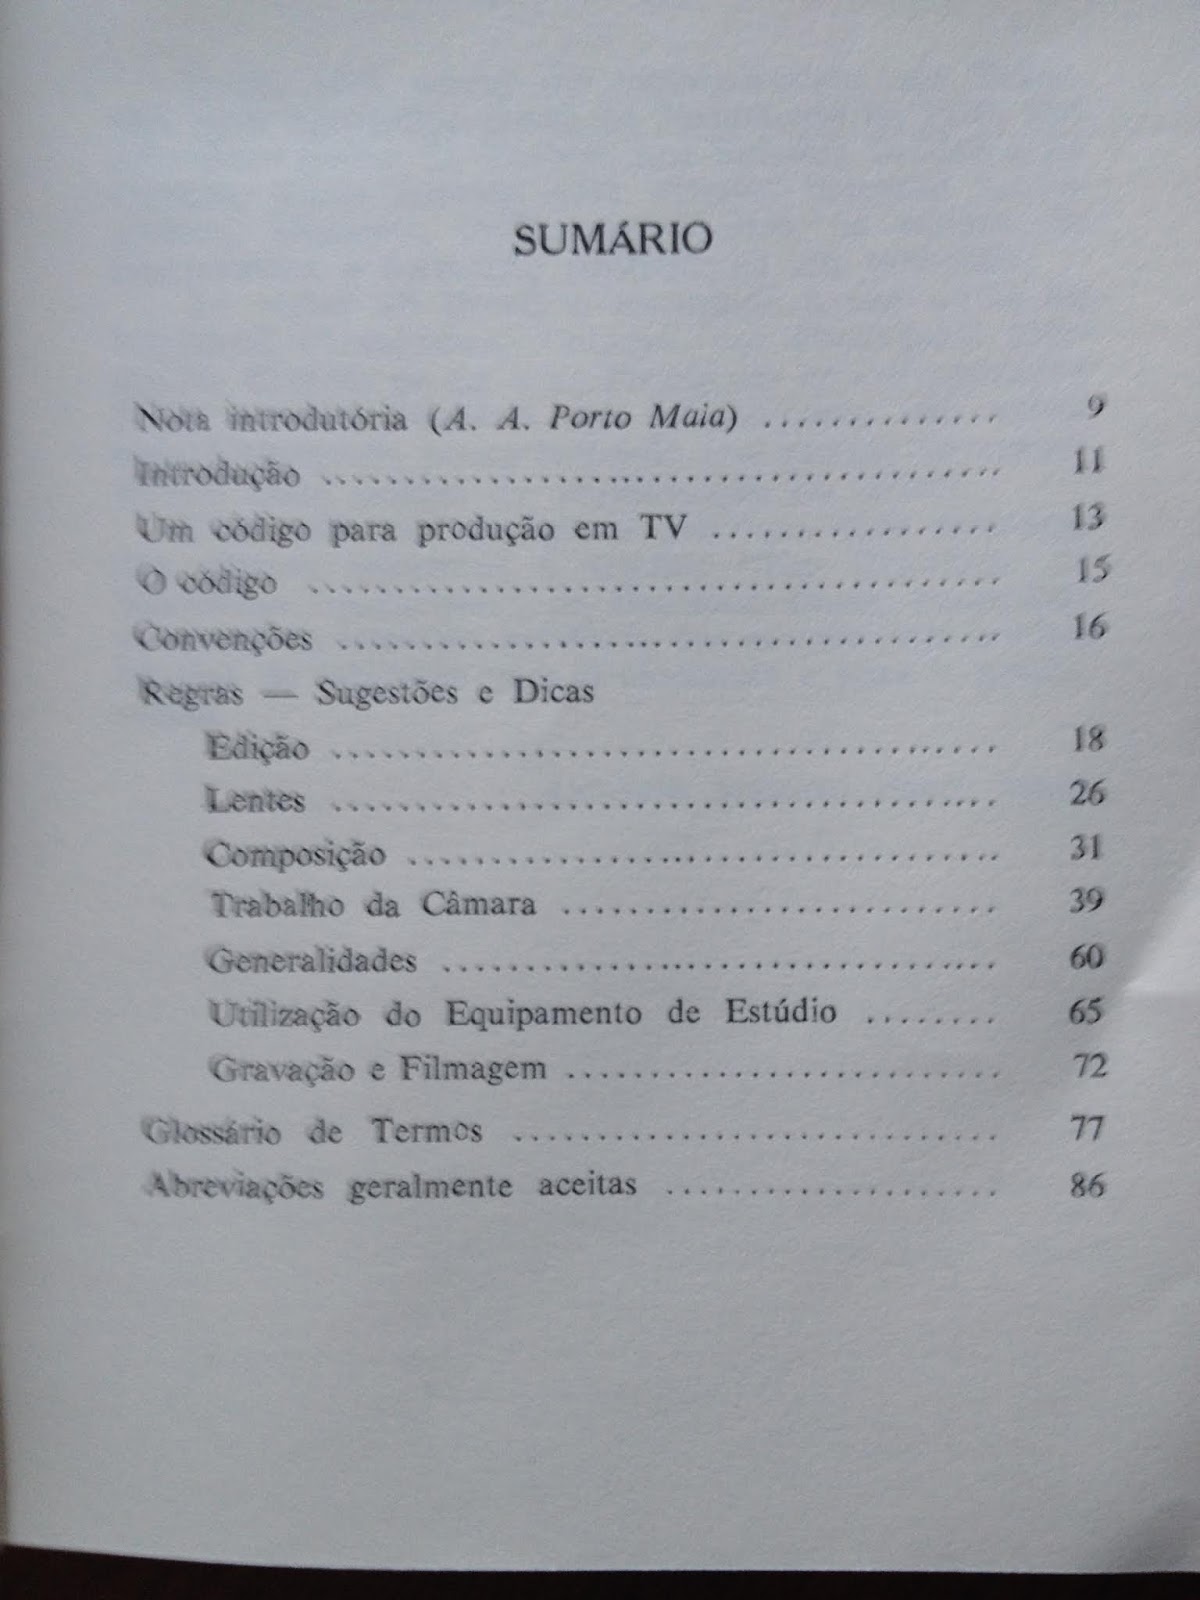 SUMÁRIO
Nota introdutória (A. A. Porto Maia) .............. 9
Introdução ........................................ 11
Um código para produção em TV ................. 13
O código ......................................... 15
Convenções ....................................... 16
Regras — Sugestões e Dicas
Edição ........................................ 18
Lentes ........................................ 26
Composição ................................... 31
Trabalho da Câmara .......................... 39
Generalidades ................................. 60
Utilização do Equipamento de Estúdio ........ 65
Gravação e Filmagem .......................... 72
Glossário de Termos ............................. 77
Abreviações geralmente aceitas .................... 86